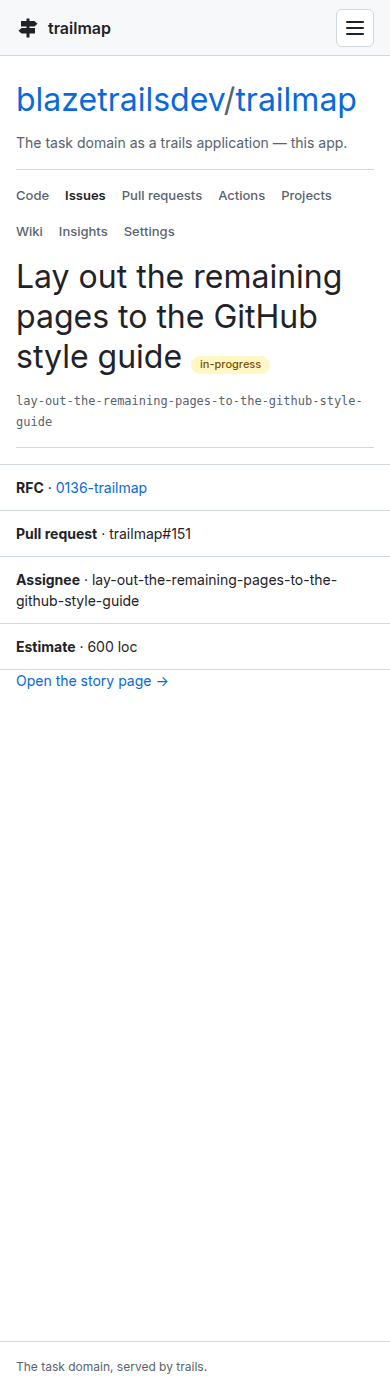 trailmap
blazetrailsdev/trailmap
The task domain as a trails application — this app.
Code Issues Pull requests Actions Projects
Wiki Insights Settings
Lay out the remaining
pages to the GitHub
style guide in-progress
lay-out-the-remaining-pages-to-the-github-style-
guide
RFC · 0136-trailmap
Pull request · trailmap#151
Assignee · lay-out-the-remaining-pages-to-the-
github-style-guide
Estimate · 600 loc
Open the story page →
The task domain, served by trails.